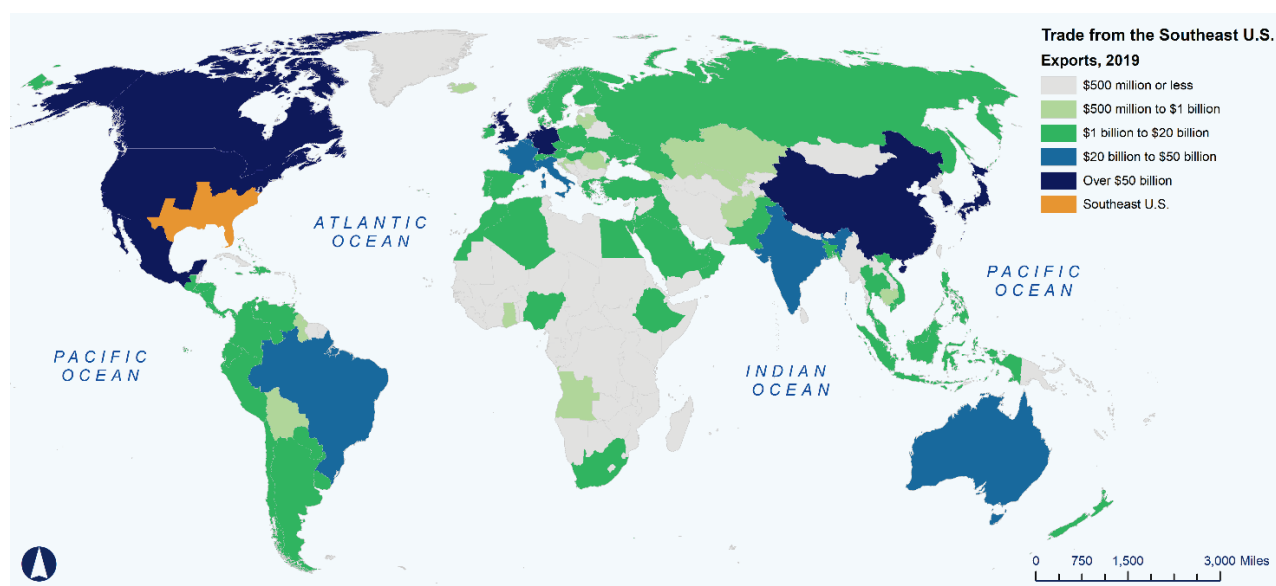 Trade from the Southeast U.S.
Exports, 2019
$500 million or less
$500 million to $1 billion
$1 billion to $20 billion
$20 billion to $50 billion
Over $50 billion
Southeast U.S.
ATLANTIC
OCEAN
PACIFIC
OCEAN
PACIFIC
OCEAN
INDIAN
OCEAN
0 750 1,500 3,000 Miles